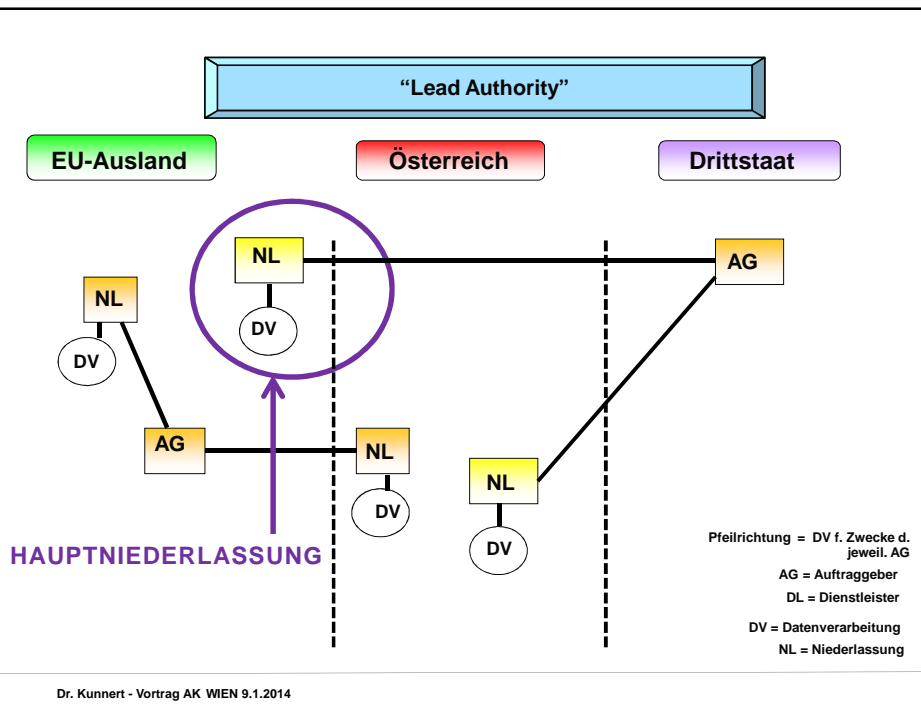 “Lead Authority”
EU-Ausland
Österreich
Drittstaat
NL
AG
NL
DV
DV
AG
NL
NL
DV
DV
HAUPTNIEDERLASSUNG
Pfeilrichtung = DV f. Zwecke d.
jeweil. AG
AG = Auftraggeber
DL = Dienstleister
DV = Datenverarbeitung
NL = Niederlassung
Dr. Kunnert - Vortrag AK WIEN 9.1.2014